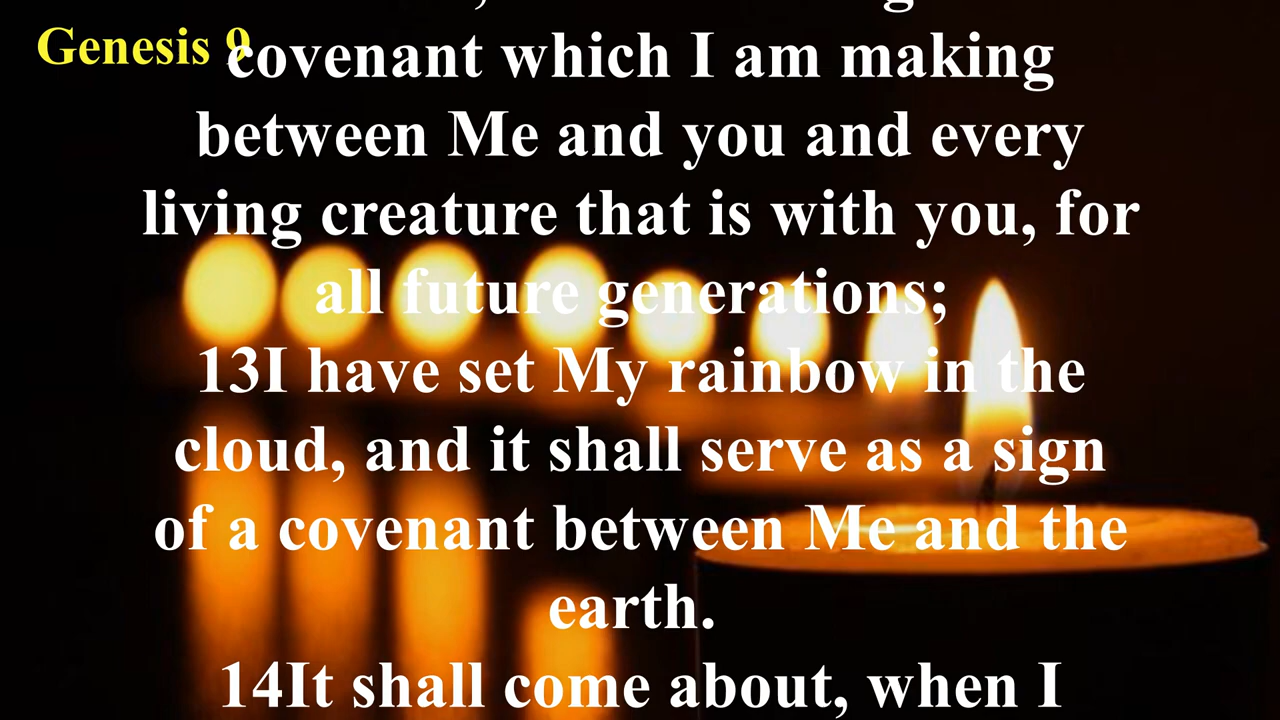 Genesis 9
covenant which I am making
between Me and you and every
living creature that is with you, for
all future generations;
13I have set My rainbow in the
cloud, and it shall serve as a sign
of a covenant between Me and the
earth.
14It shall come about, when I